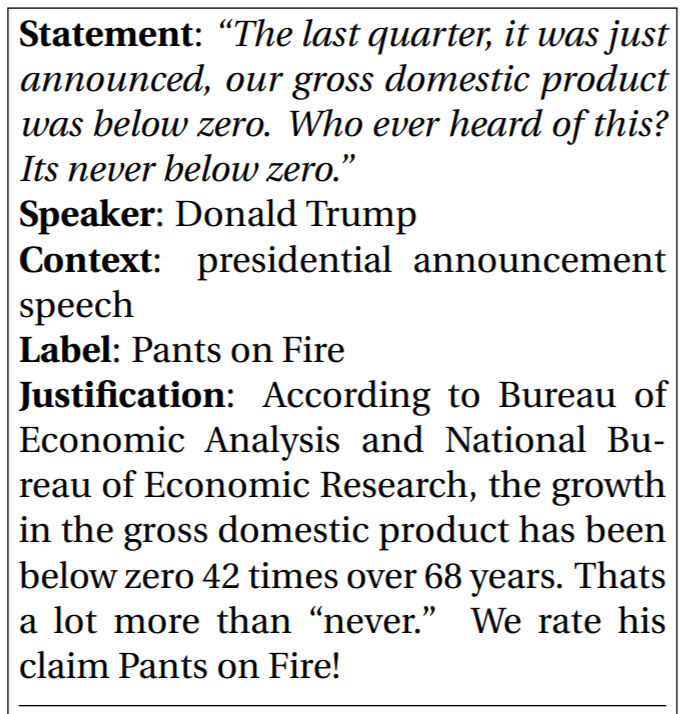 Statement: “The last quarter, it was just
announced, our gross domestic product
was below zero. Who ever heard of this?
Its never below zero.”
Speaker: Donald Trump
Context: presidential announcement
speech
Label: Pants on Fire
Justification: According to Bureau of
Economic Analysis and National Bu-
reau of Economic Research, the growth
in the gross domestic product has been
below zero 42 times over 68 years. Thats
a lot more than “never.” We rate his
claim Pants on Fire!